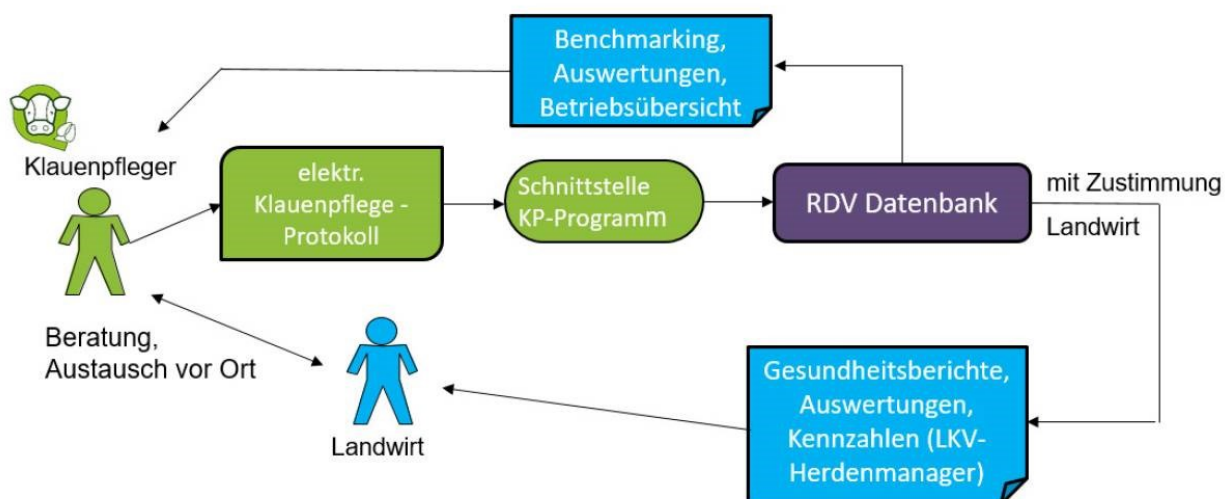 Benchmarking,
Auswertungen,
Betriebsübersicht
Klauenpfleger
elektr.
Klauenpflege -
Protokoll
Schnittstelle
KP-Programm
RDV Datenbank
mit Zustimmung
Landwirt
Beratung,
Austausch vor Ort
Landwirt
Gesundheitsberichte,
Auswertungen,
Kennzahlen (LKV-
Herdenmanager)